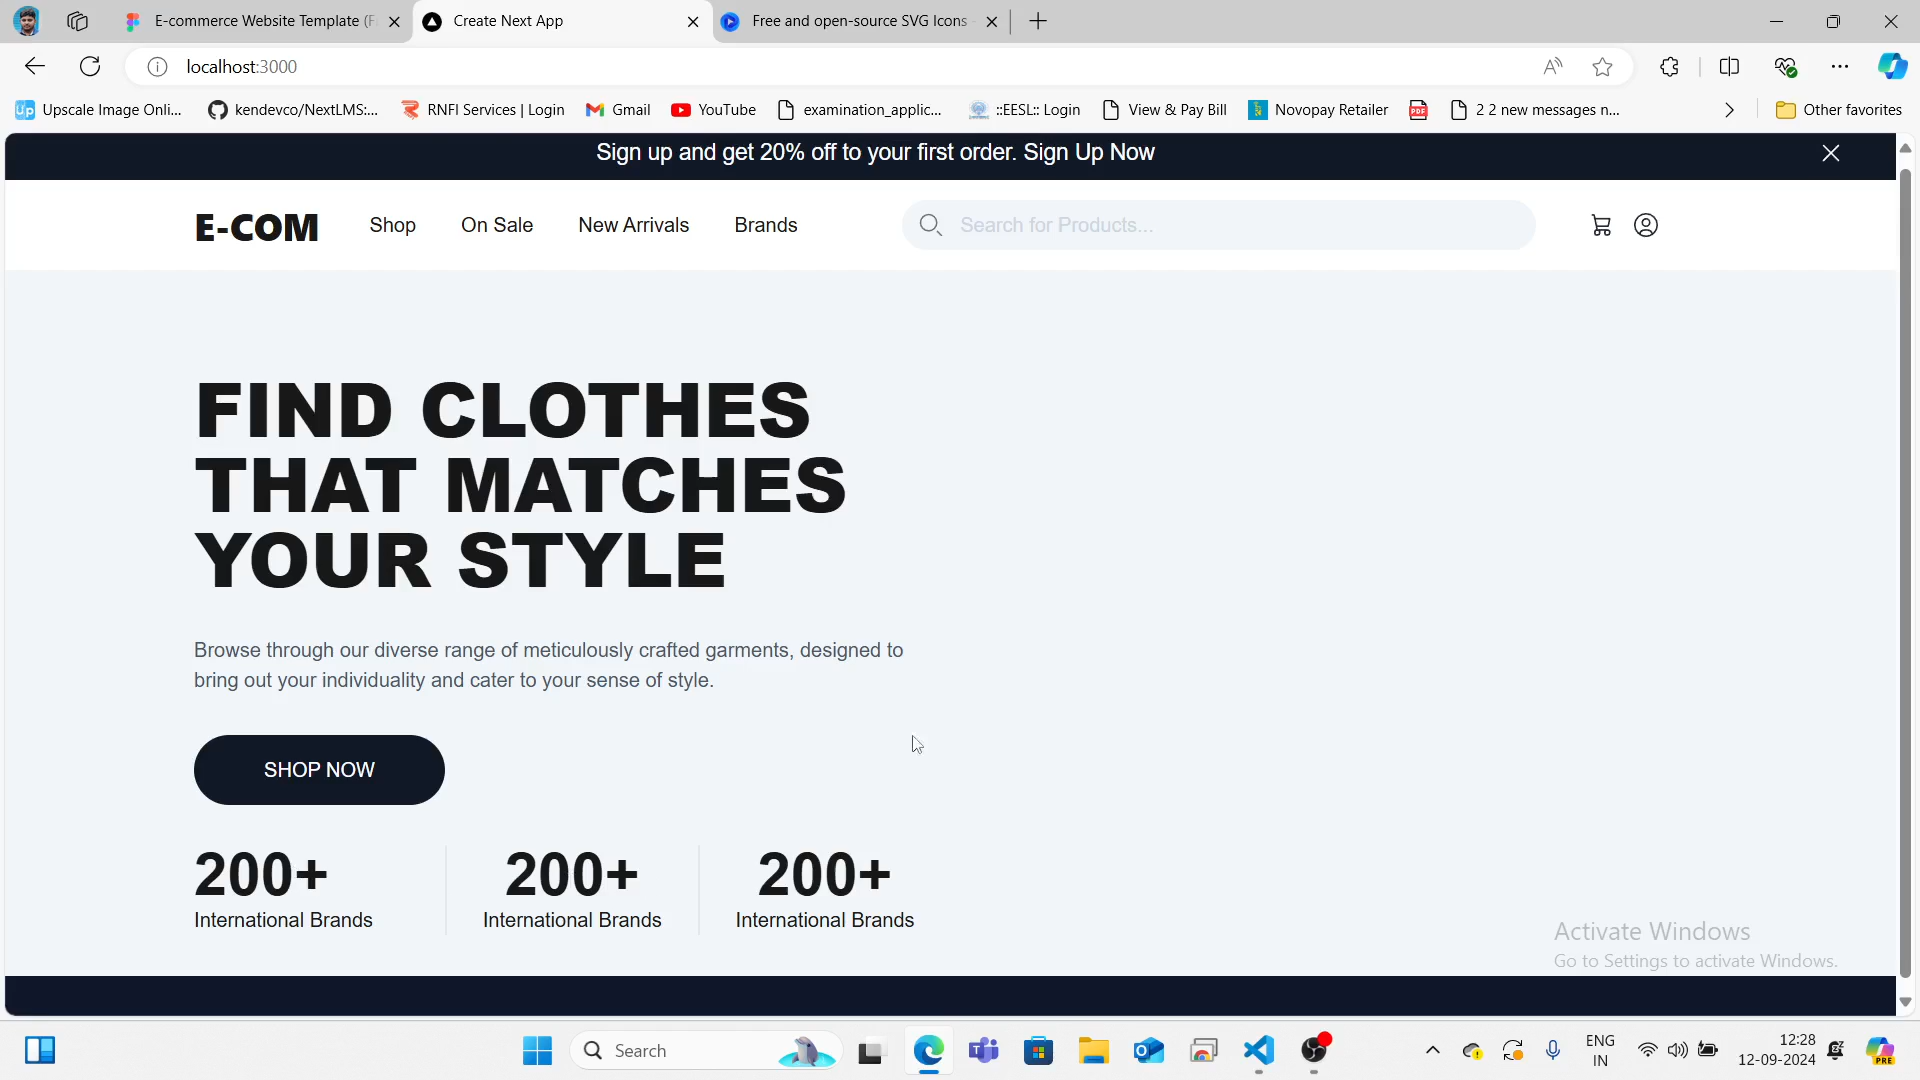 E-commerce Website Template (F
Create Next App
Free and open-source SVG Icons
localhost:3000
Upscale Image Onli...
kendevco/NextLMS:...
RNFI Services | Login
Gmail
YouTube
examination_applic...
::EESL:: Login
View & Pay Bill
Novopay Retailer
2 2 new messages n...
Other favorites
Sign up and get 20% off to your first order. Sign Up Now
E-COM
Shop
On Sale
New Arrivals
Brands
Search for Products...
FIND CLOTHES
THAT MATCHES
YOUR STYLE
Browse through our diverse range of meticulously crafted garments, designed to
bring out your individuality and cater to your sense of style.
SHOP NOW
200+
International Brands
200+
International Brands
200+
International Brands
Activate Windows
Go to Settings to activate Windows.
Search
ENG
IN
12:28
12-09-2024
PRE